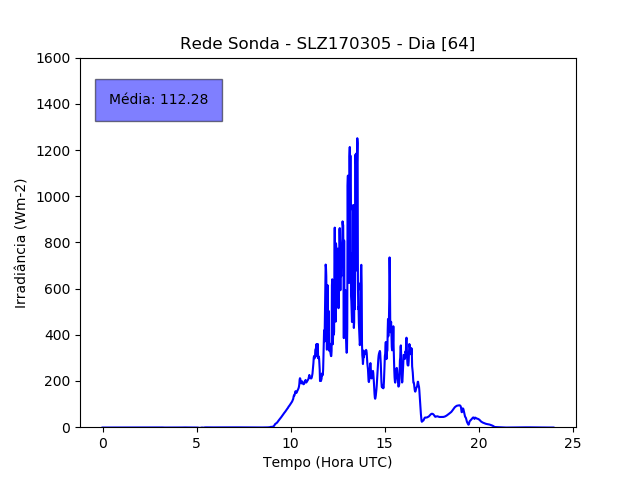 Rede Sonda - SLZ170305 - Dia [64]
Média: 112.28
Irradiância (Wm-2)
1600
1400
1200
1000
800
600
400
200
0
0 5 10 15 20 25
Tempo (Hora UTC)